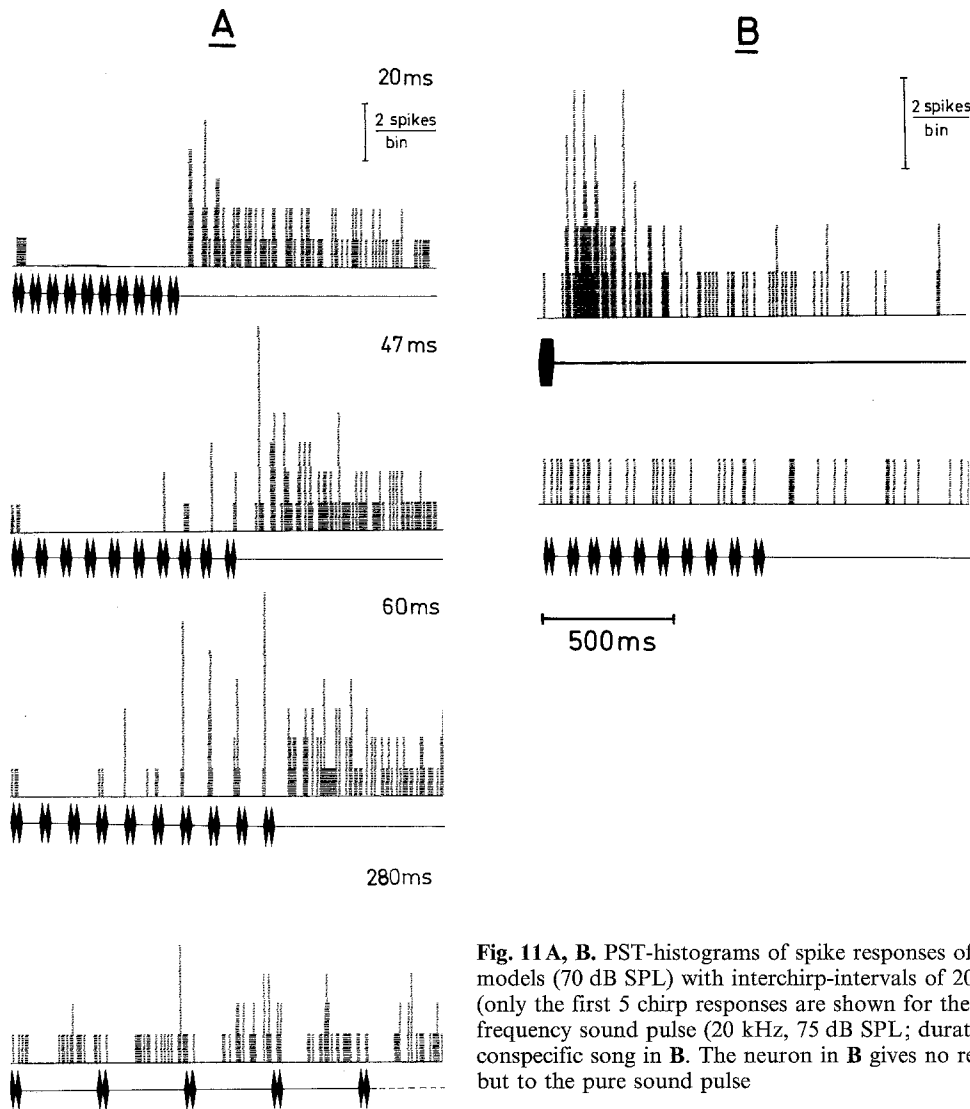 A
20ms
2 spikes
bin
47ms
60ms
280ms
B
2 spikes
bin
500ms
Fig. 11 A, B. PST-histograms of spike responses of
models (70 dB SPL) with interchirp-intervals of 20
(only the first 5 chirp responses are shown for the
frequency sound pulse (20 kHz, 75 dB SPL; durat
conspecific song in B. The neuron in B gives no re
but to the pure sound pulse